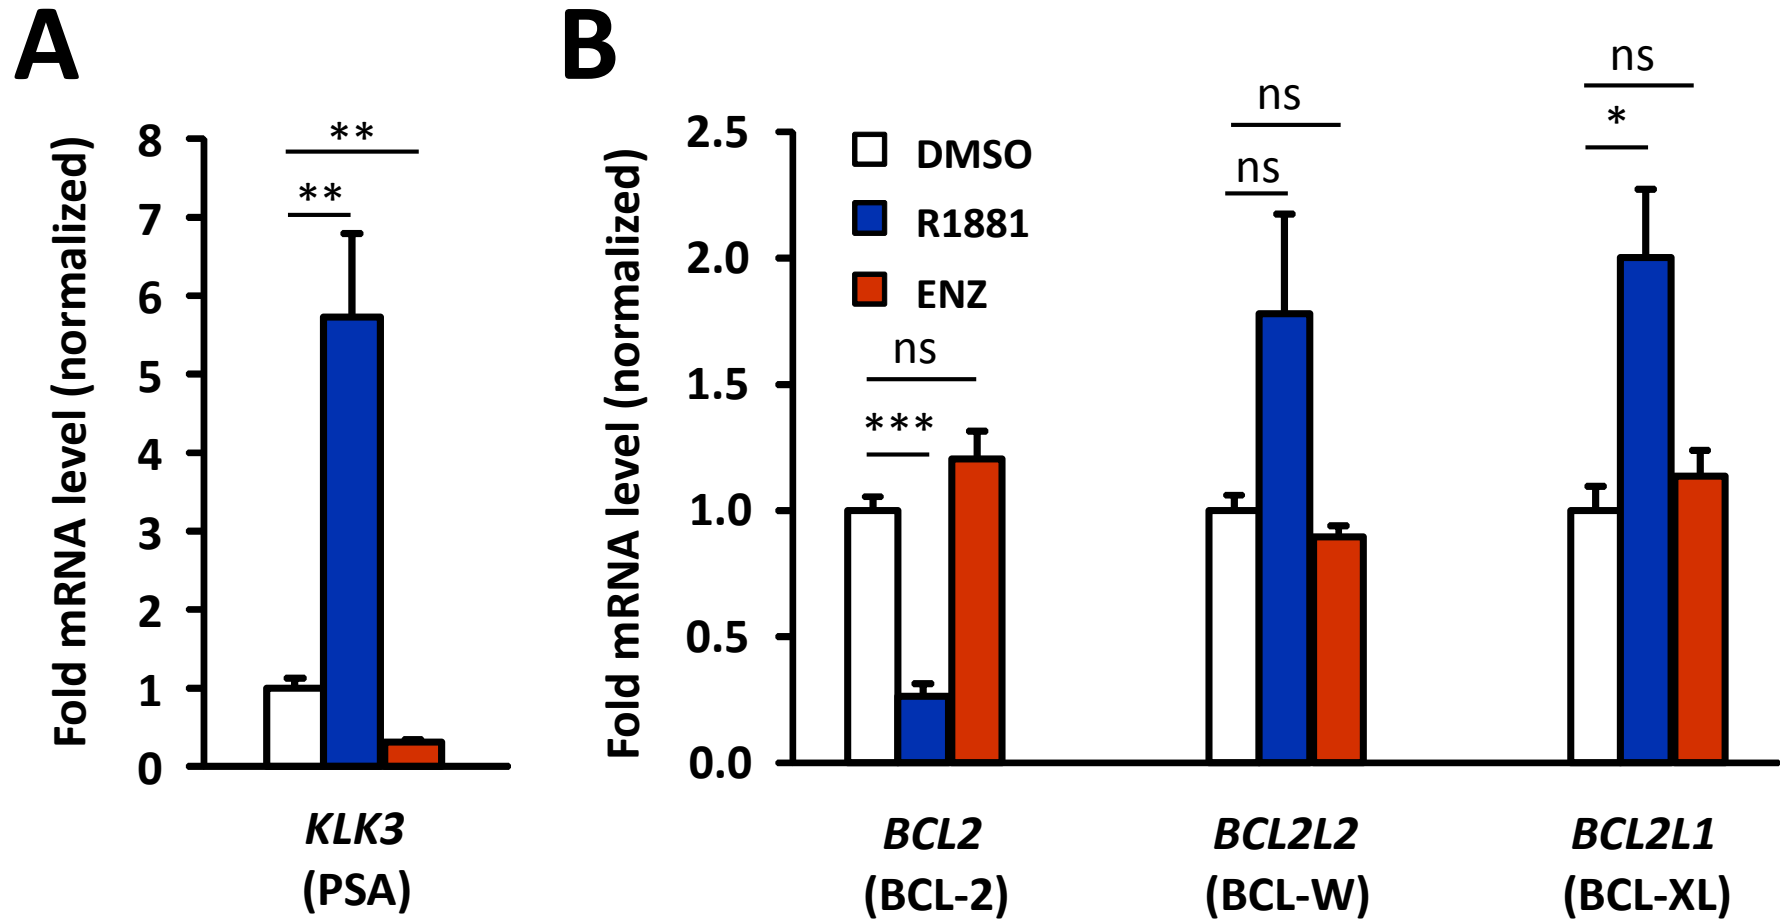 A
Fold mRNA level (normalized)
8
7
6
5
4
3
2
1
0
**
**
KLK3
(PSA)
B
Fold mRNA level (normalized)
2.5
2.0
1.5
1.0
0.5
0.0
DMSO
R1881
ENZ
ns
***
ns
ns
ns
*
BCL2
(BCL-2)
BCL2L2
(BCL-W)
BCL2L1
(BCL-XL)